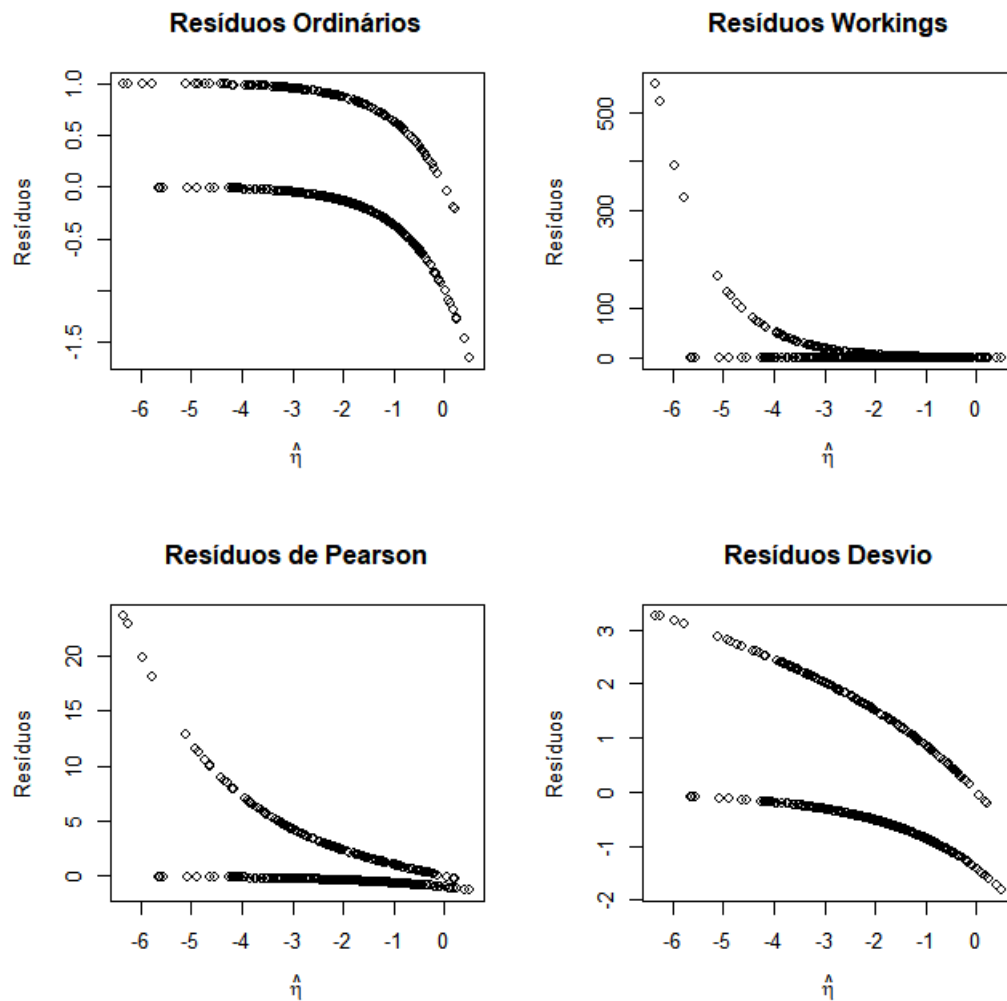 Resíduos Ordinários
Resíduos
1.0
0.5
0.0
-0.5
-1.5
-6 -5 -4 -3 -2 -1 0
η̂
Resíduos Workings
Resíduos
500
300
100
0
-6 -5 -4 -3 -2 -1 0
η̂
Resíduos de Pearson
Resíduos
20
15
10
5
0
-6 -5 -4 -3 -2 -1 0
η̂
Resíduos Desvio
Resíduos
3
2
1
0
-1
-2
-6 -5 -4 -3 -2 -1 0
η̂